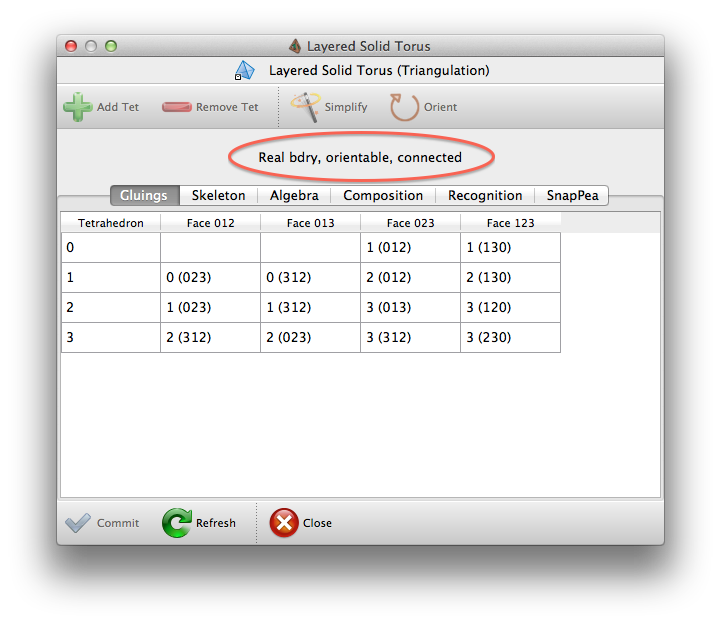 Layered Solid Torus
Layered Solid Torus (Triangulation)
Add Tet Remove Tet Simplify Orient
Real bdry, orientable, connected
Gluings Skeleton Algebra Composition Recognition SnapPea
Tetrahedron Face 012 Face 013 Face 023 Face 123
0 1 (012) 1 (130)
1 0 (023) 0 (312) 2 (012) 2 (130)
2 1 (023) 1 (312) 3 (013) 3 (120)
3 2 (312) 2 (023) 3 (312) 3 (230)
Commit Refresh Close